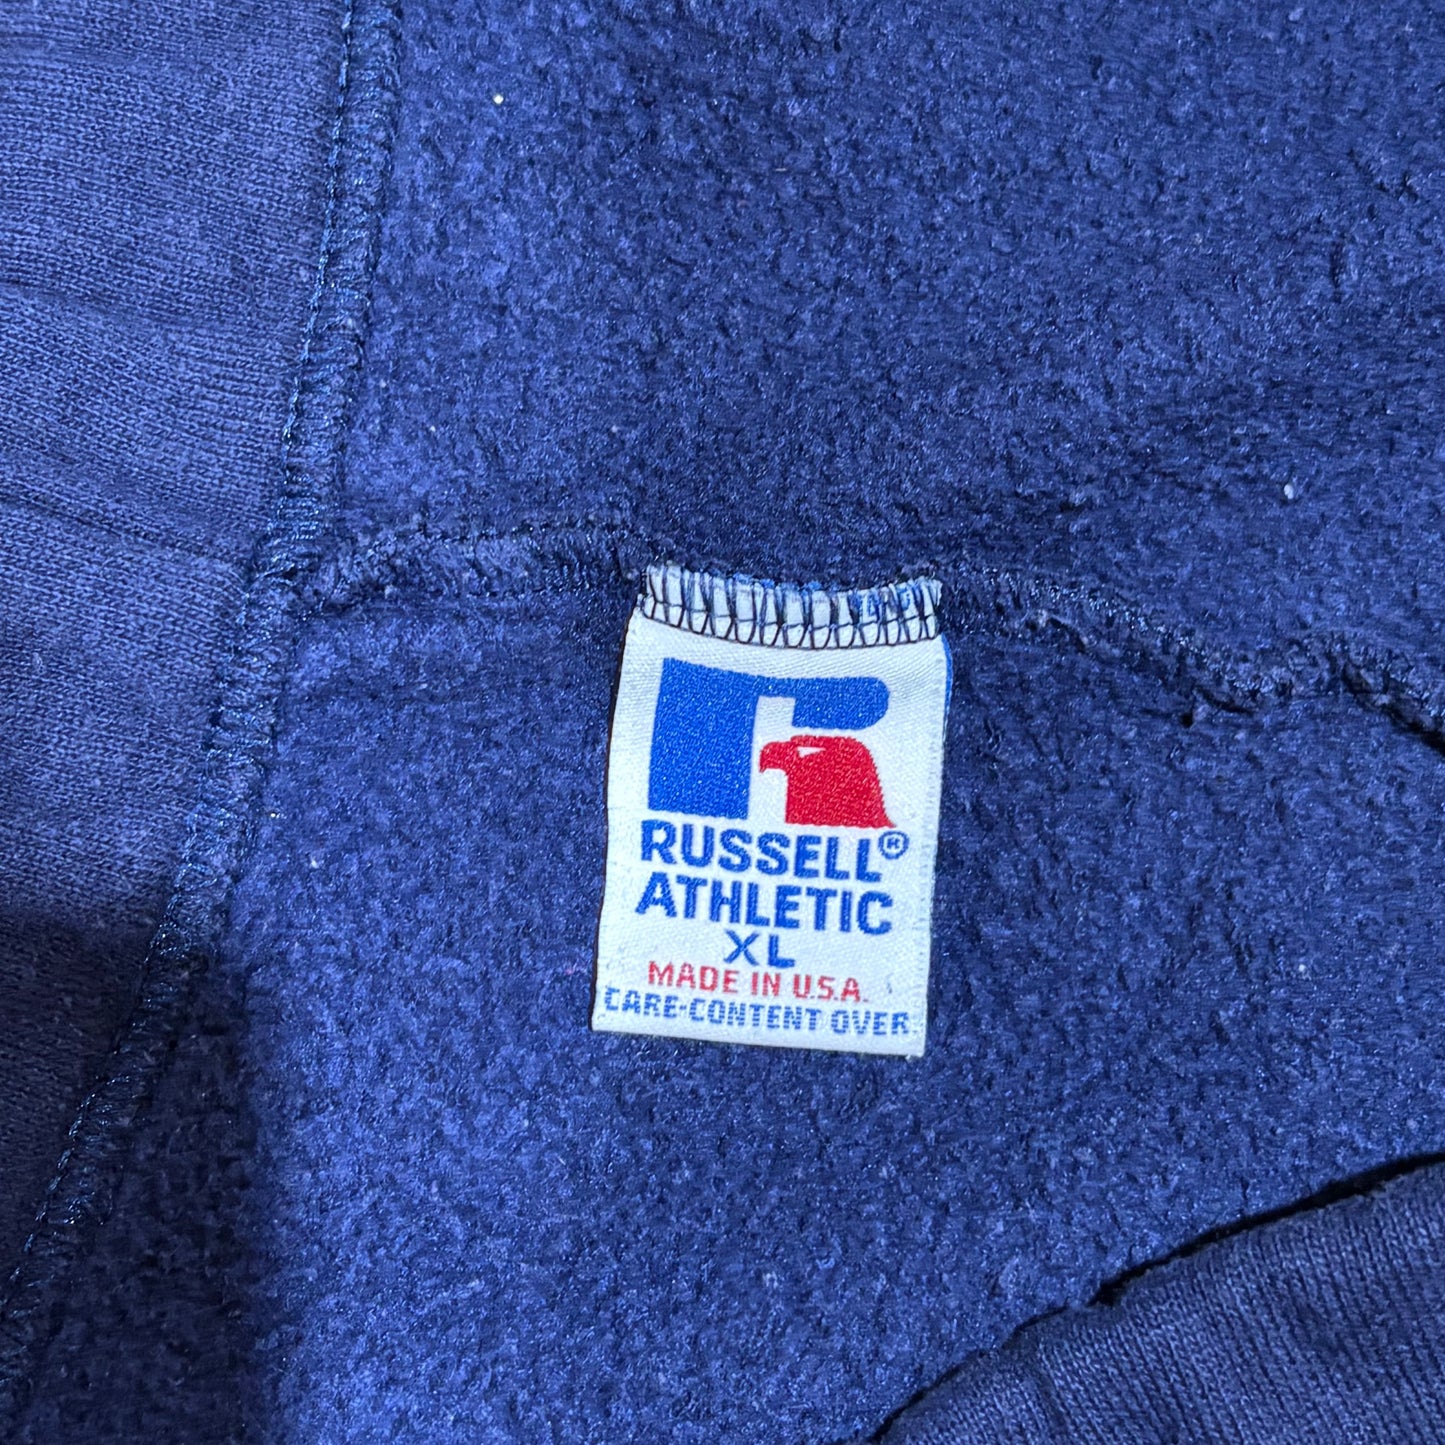 RUSSELL®
ATHLETIC
XL
MADE IN U.S.A.
CARE-CONTENT OVER